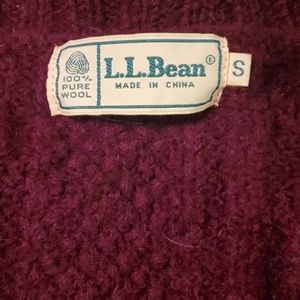 100%
PURE
WOOL
L.L.Bean®
MADE IN CHINA
S